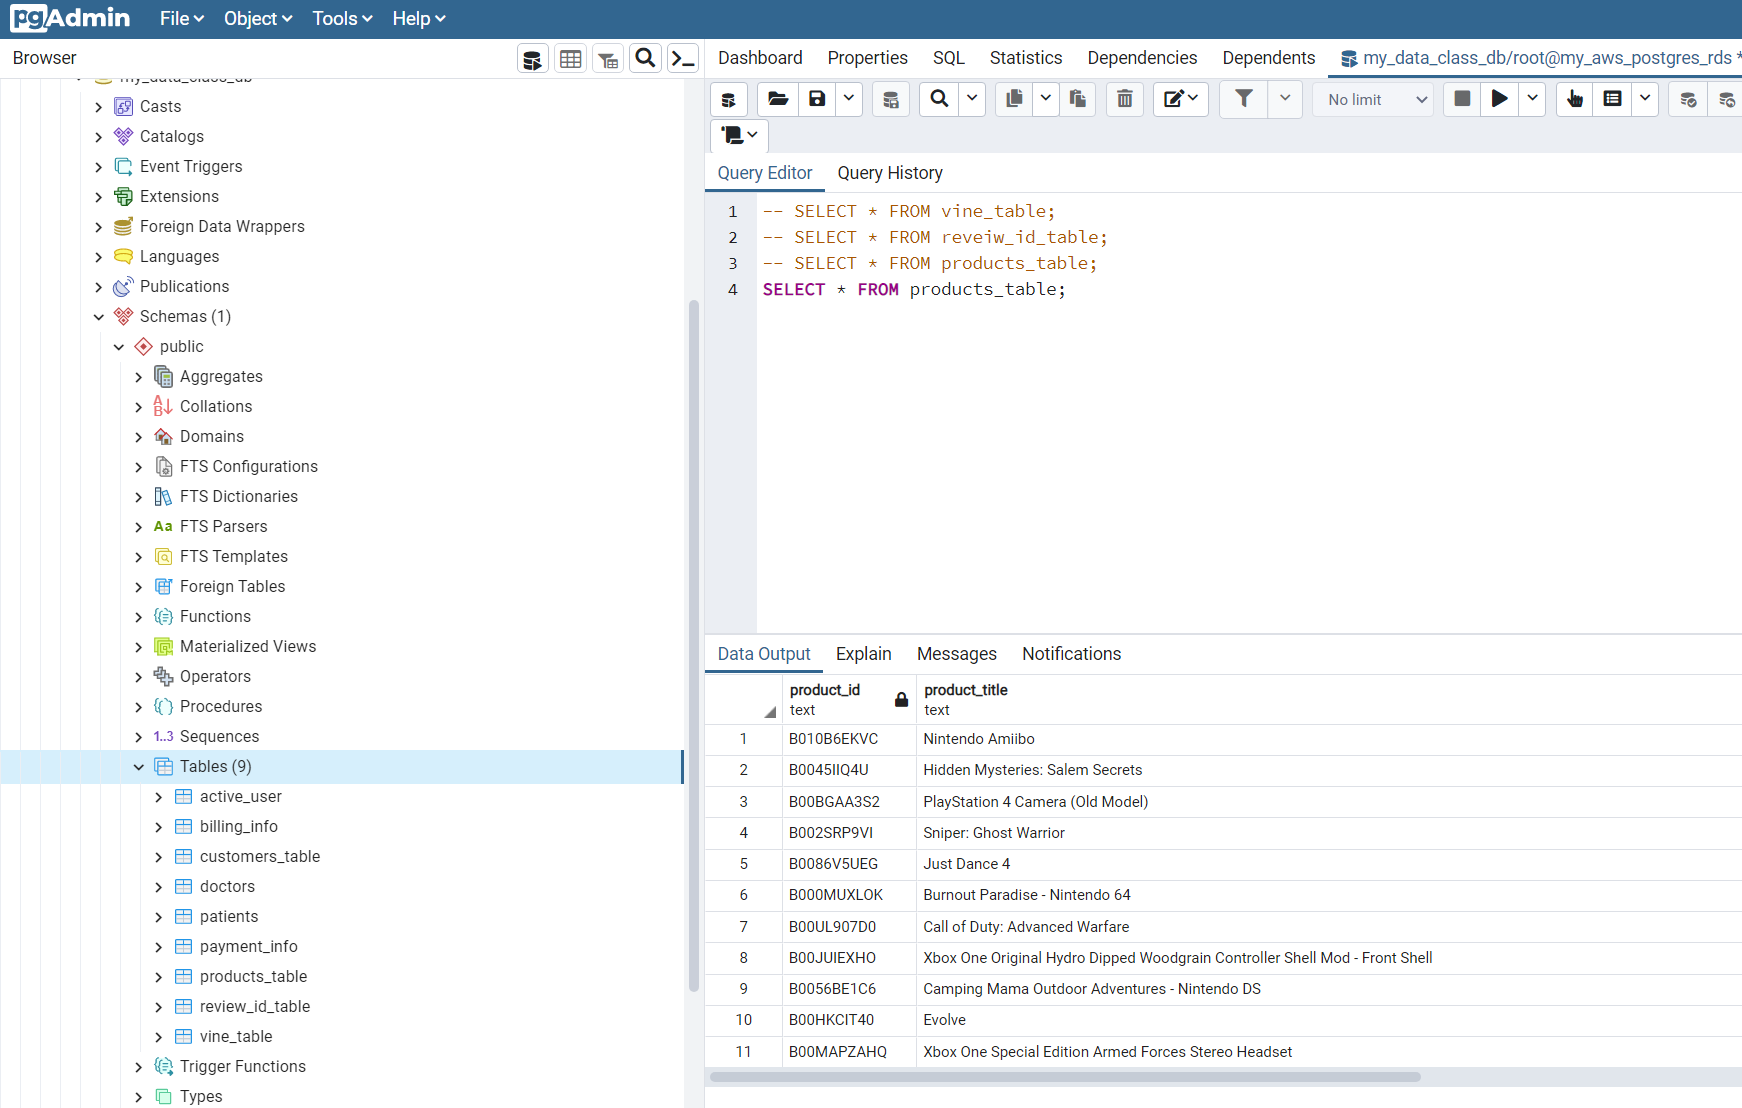 pgAdmin File Object Tools Help
Browser
my_data_class_db
Casts
Catalogs
Event Triggers
Extensions
Foreign Data Wrappers
Languages
Publications
Schemas (1)
public
Aggregates
Collations
Domains
FTS Configurations
FTS Dictionaries
Aa FTS Parsers
FTS Templates
Foreign Tables
Functions
Materialized Views
Operators
Procedures
1..3 Sequences
Tables (9)
active_user
billing_info
customers_table
doctors
patients
payment_info
products_table
review_id_table
vine_table
Trigger Functions
Types
Dashboard Properties SQL Statistics Dependencies Dependents my_data_class_db/root@my_aws_postgres_rds *
No limit
Query Editor Query History
1 -- SELECT * FROM vine_table;
2 -- SELECT * FROM reveiw_id_table;
3 -- SELECT * FROM products_table;
4 SELECT * FROM products_table;
Data Output Explain Messages Notifications
product_id product_title
text text
1 B010B6EKVC Nintendo Amiibo
2 B0045IIQ4U Hidden Mysteries: Salem Secrets
3 B00BGAA3S2 PlayStation 4 Camera (Old Model)
4 B002SRP9VI Sniper: Ghost Warrior
5 B0086V5UEG Just Dance 4
6 B000MUXLOK Burnout Paradise - Nintendo 64
7 B00UL907D0 Call of Duty: Advanced Warfare
8 B00JUIEXHO Xbox One Original Hydro Dipped Woodgrain Controller Shell Mod - Front Shell
9 B0056BE1C6 Camping Mama Outdoor Adventures - Nintendo DS
10 B00HKCIT40 Evolve
11 B00MAPZAHQ Xbox One Special Edition Armed Forces Stereo Headset